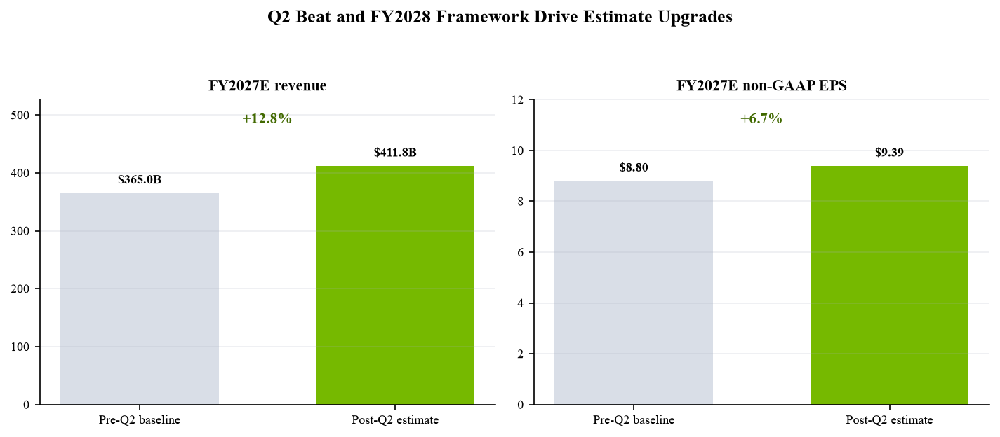 Q2 Beat and FY2028 Framework Drive Estimate Upgrades
FY2027E revenue
+12.8%
500
400
300
200
100
0
$365.0B
$411.8B
Pre-Q2 baseline
Post-Q2 estimate
FY2027E non-GAAP EPS
+6.7%
12
10
8
6
4
2
0
$8.80
$9.39
Pre-Q2 baseline
Post-Q2 estimate